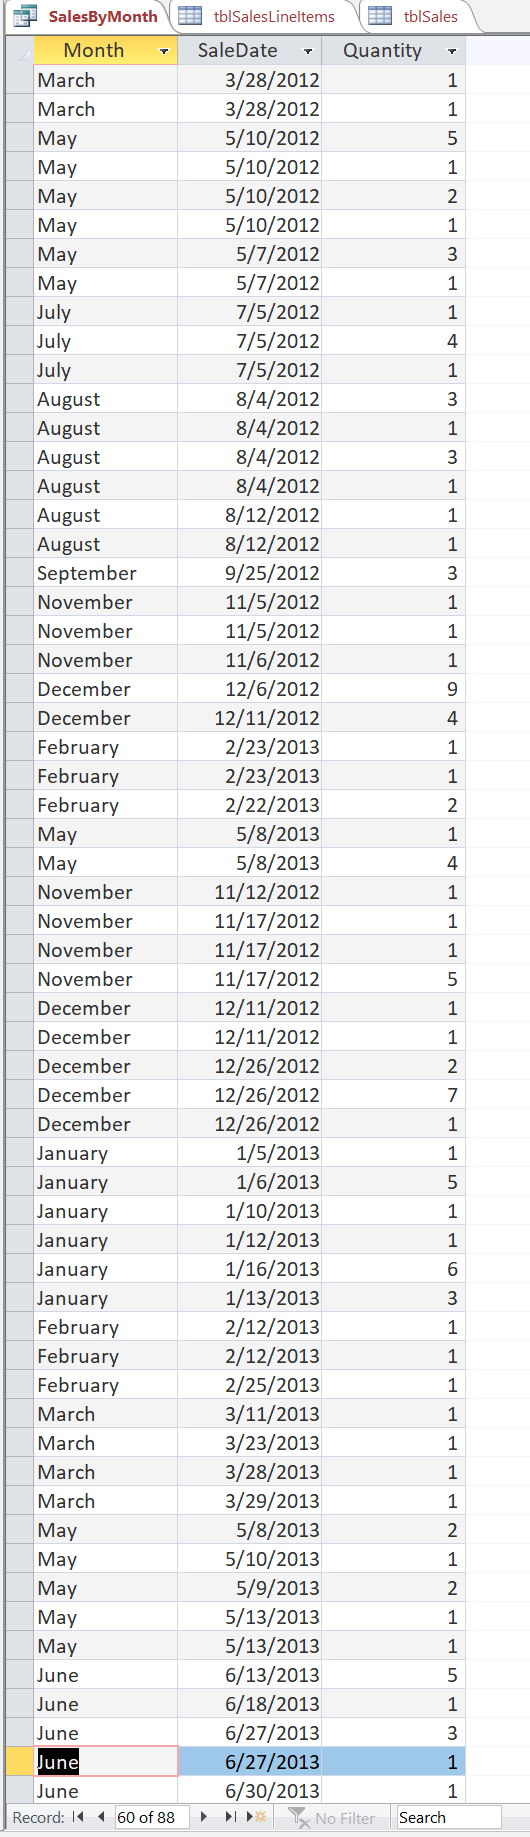 SalesByMonth tblSalesLineItems tblSales
Month SaleDate Quantity
March 3/28/2012 1
March 3/28/2012 1
May 5/10/2012 5
May 5/10/2012 1
May 5/10/2012 2
May 5/10/2012 1
May 5/7/2012 3
May 5/7/2012 1
July 7/5/2012 1
July 7/5/2012 4
July 7/5/2012 1
August 8/4/2012 3
August 8/4/2012 1
August 8/4/2012 3
August 8/4/2012 1
August 8/12/2012 1
August 8/12/2012 1
September 9/25/2012 3
November 11/5/2012 1
November 11/5/2012 1
November 11/6/2012 1
December 12/6/2012 9
December 12/11/2012 4
February 2/23/2013 1
February 2/23/2013 1
February 2/22/2013 2
May 5/8/2013 1
May 5/8/2013 4
November 11/12/2012 1
November 11/17/2012 1
November 11/17/2012 1
November 11/17/2012 5
December 12/11/2012 1
December 12/11/2012 1
December 12/26/2012 2
December 12/26/2012 7
December 12/26/2012 1
January 1/5/2013 1
January 1/6/2013 5
January 1/10/2013 1
January 1/12/2013 1
January 1/16/2013 6
January 1/13/2013 3
February 2/12/2013 1
February 2/12/2013 1
February 2/25/2013 1
March 3/11/2013 1
March 3/23/2013 1
March 3/28/2013 1
March 3/29/2013 1
May 5/8/2013 2
May 5/10/2013 1
May 5/9/2013 2
May 5/13/2013 1
May 5/13/2013 1
June 6/13/2013 5
June 6/18/2013 1
June 6/27/2013 3
June 6/27/2013 1
June 6/30/2013 1
Record: 60 of 88 No Filter Search